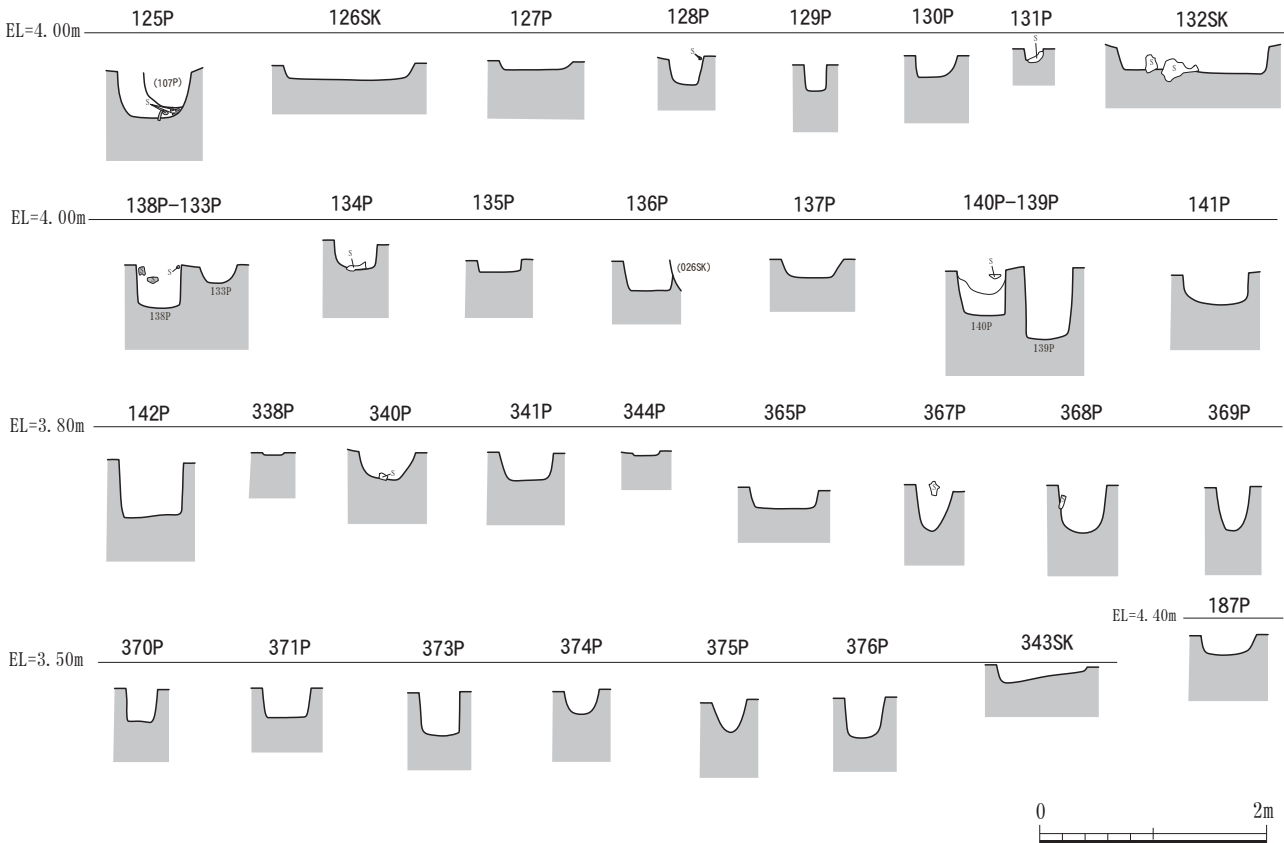 125P 126SK 127P 128P 129P 130P 131P 132SK
EL=4.00m
S
S
(107P)
S
S
S
138P-133P 134P 135P 136P 137P 140P-139P 141P
EL=4.00m
S
S
S
(026SK)
133P
138P
140P
139P
142P 338P 340P 341P 344P 365P 367P 368P 369P
EL=3.80m
S
S
EL=4.40m 187P
370P 371P 373P 374P 375P 376P 343SK
EL=3.50m
0 2m